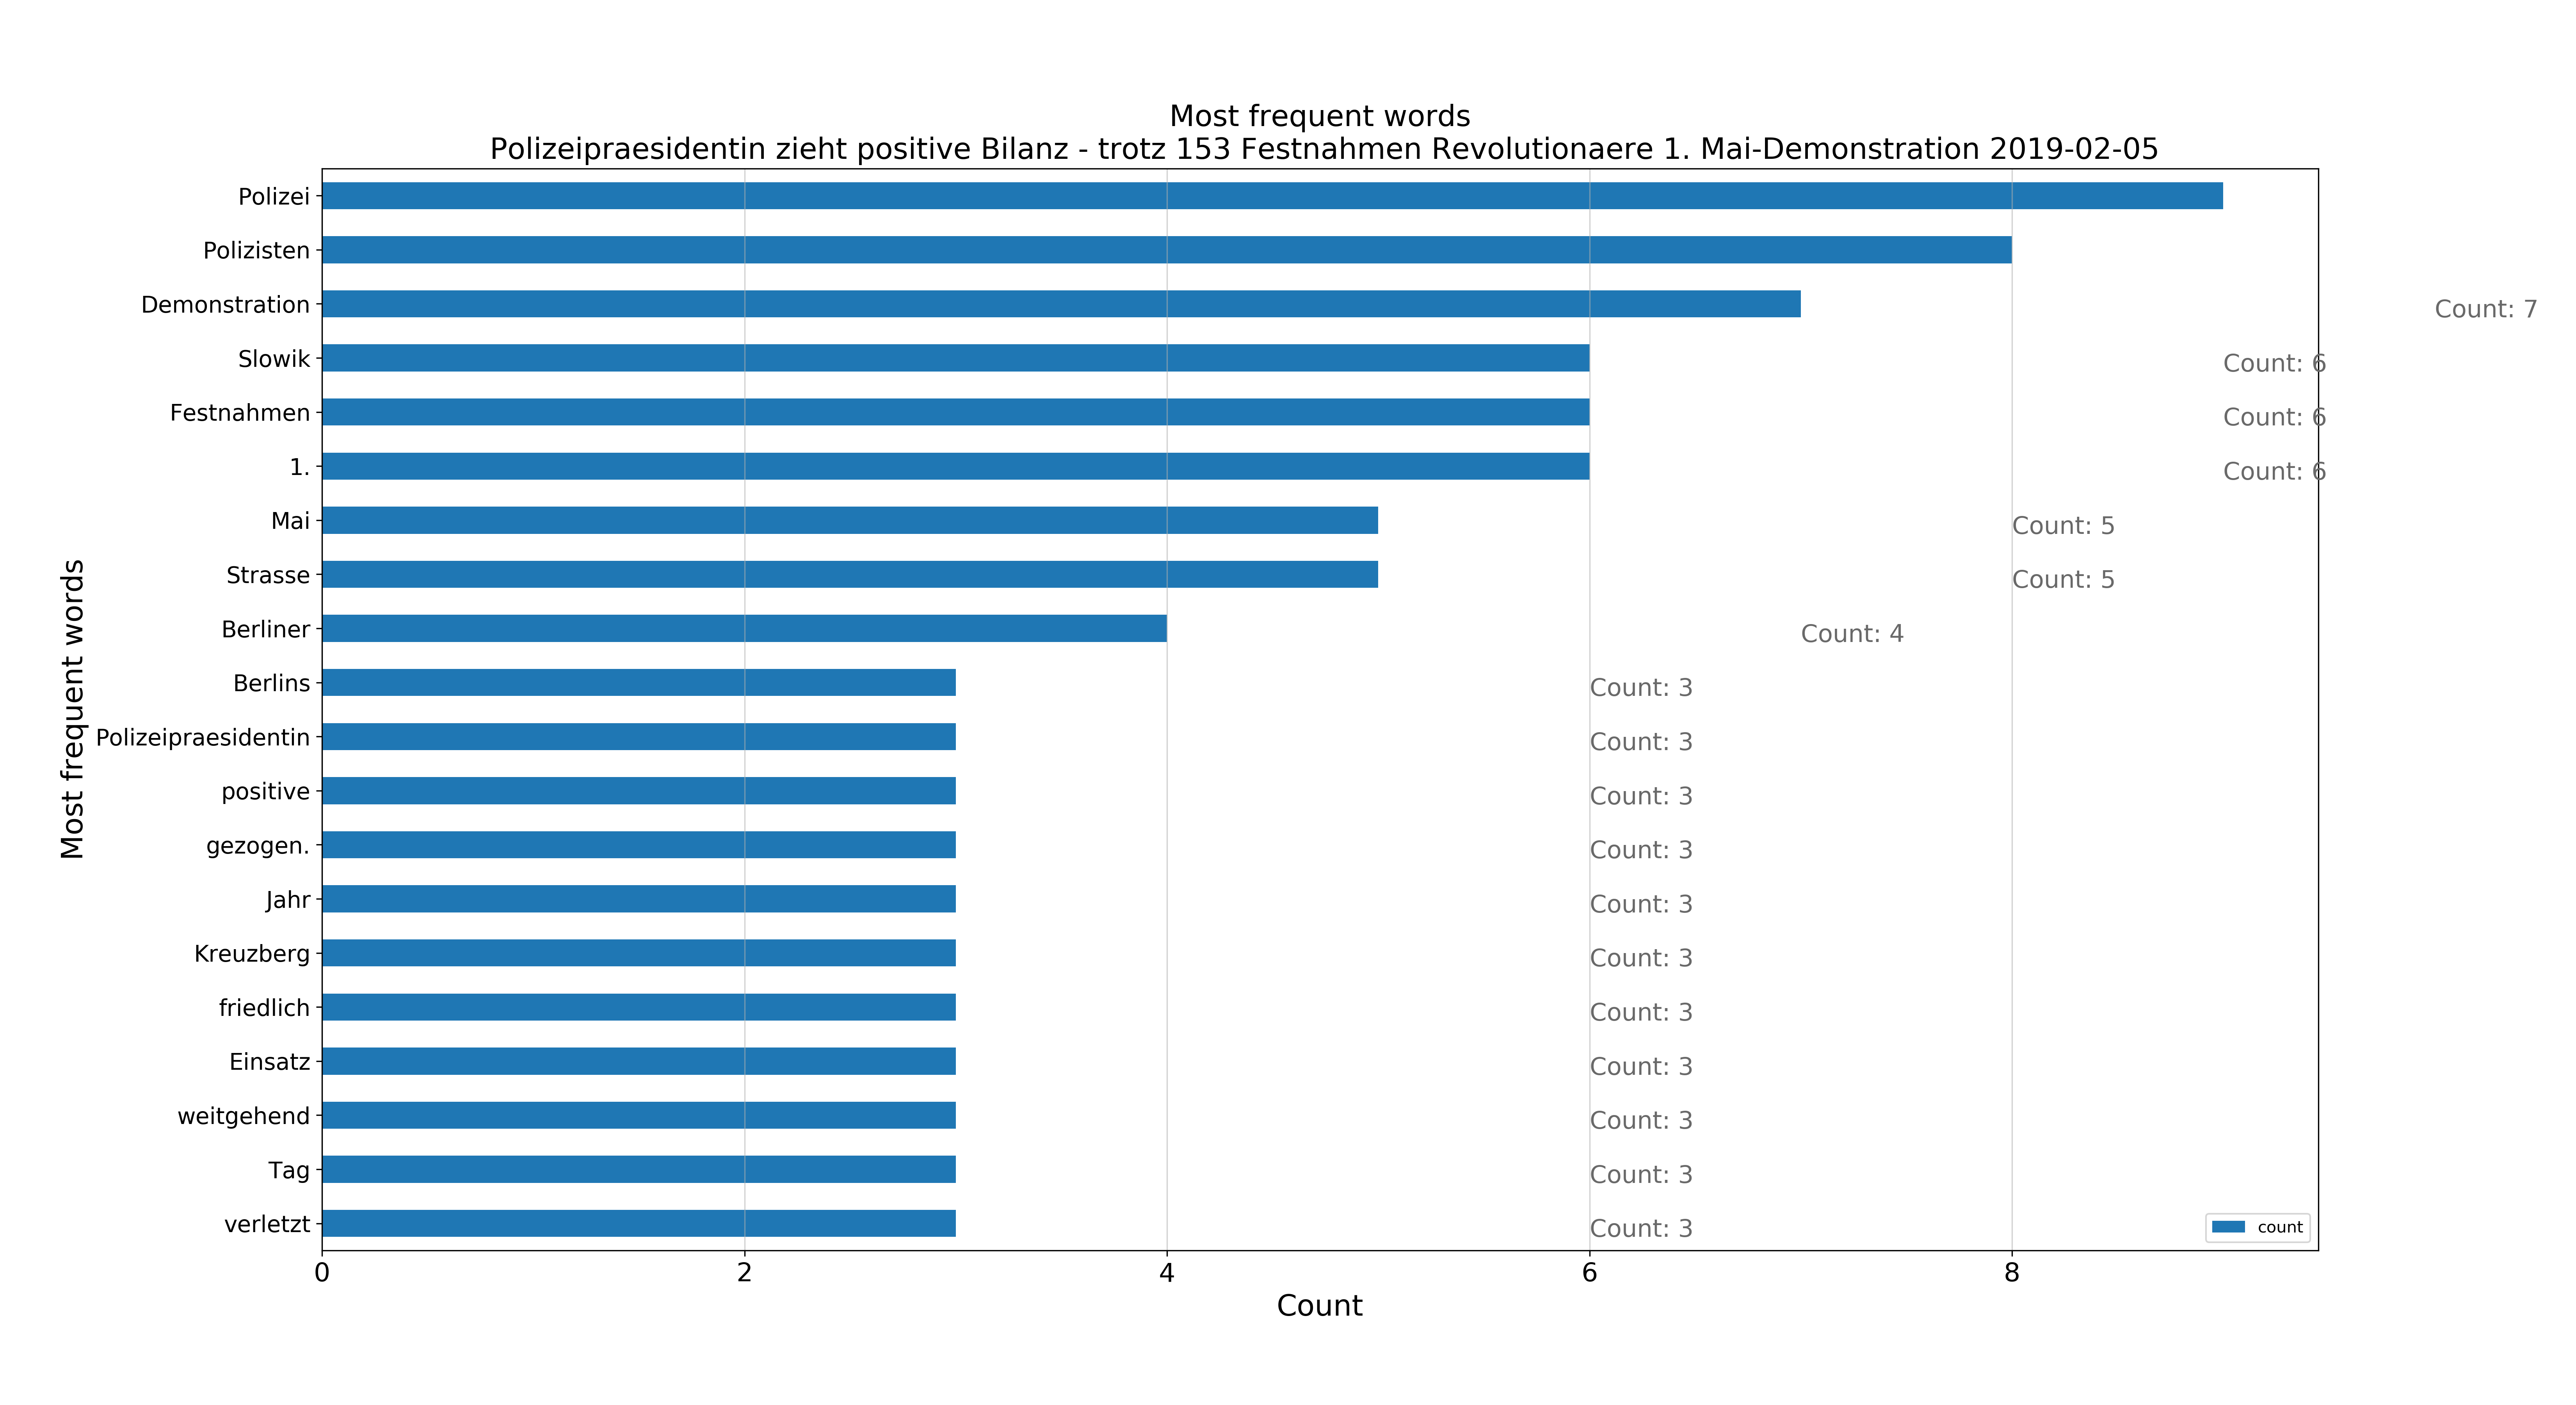 Most frequent words
Polizeipraesidentin zieht positive Bilanz - trotz 153 Festnahmen Revolutionaere 1. Mai-Demonstration 2019-02-05
Most frequent words
Polizei
Polizisten
Demonstration Count: 7
Slowik Count: 6
Festnahmen Count: 6
1. Count: 6
Mai Count: 5
Strasse Count: 5
Berliner Count: 4
Berlins Count: 3
Polizeipraesidentin Count: 3
positive Count: 3
gezogen. Count: 3
Jahr Count: 3
Kreuzberg Count: 3
friedlich Count: 3
Einsatz Count: 3
weitgehend Count: 3
Tag Count: 3
verletzt Count: 3
count
0 2 4 6 8
Count